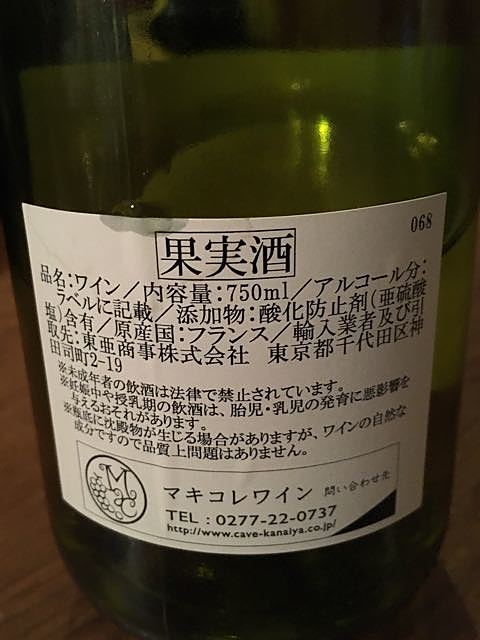 068
果実酒
品名:ワイン/内容量:750ml/アルコール分:
ラベルに記載/添加物:酸化防止剤(亜硫酸
塩)含有/原産国:フランス/輸入業者及び引
取先:東亜商事株式会社 東京都千代田区神
田司町2-19
※未成年者の飲酒は法律で禁止されています。
※妊娠中や授乳期の飲酒は、胎児・乳児の発育に悪影響を
与えるおそれがあります。
※瓶底に沈殿物が生じる場合がありますが、ワインの自然な
成分ですので品質上問題はありません。
マキコレワイン 問い合わせ先
TEL : 0277-22-0737
http://www.cave-kanaiya.co.jp/